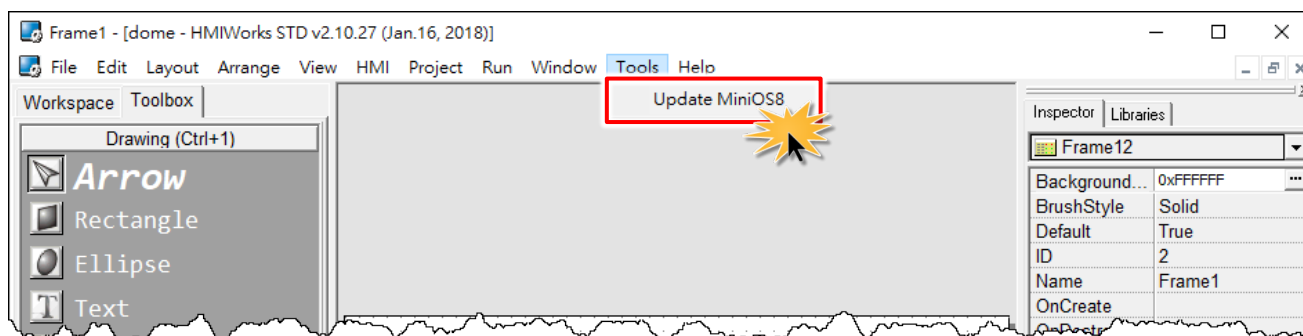 Frame1 - [dome - HMIWorks STD v2.10.27 (Jan.16, 2018)]
File Edit Layout Arrange View HMI Project Run Window Tools Help
Update MiniOS8
Workspace Toolbox
Drawing (Ctrl+1)
Arrow
Rectangle
Ellipse
Text
Inspector Libraries
Frame12
Background... 0xFFFFFF ...
BrushStyle Solid
Default True
ID 2
Name Frame1
OnCreate